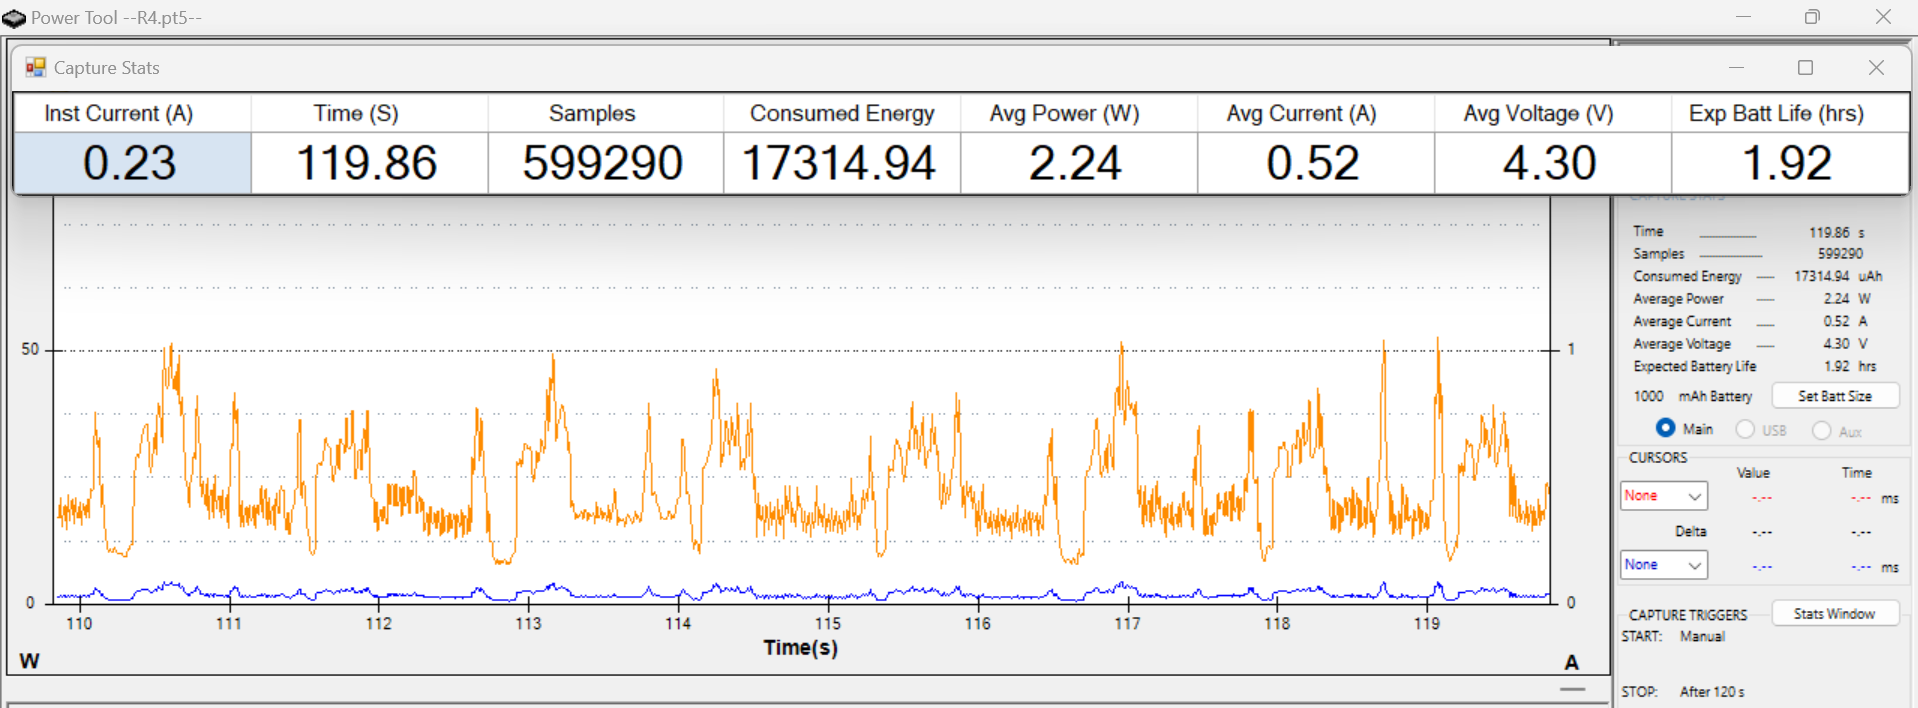 Power Tool --R4.pt5--
Capture Stats
Inst Current (A) Time (S) Samples Consumed Energy Avg Power (W) Avg Current (A) Avg Voltage (V) Exp Batt Life (hrs)
0.23 119.86 599290 17314.94 2.24 0.52 4.30 1.92
CAPTURE STATS
Time 119.86 s
Samples 599290
Consumed Energy 17314.94 uAh
Average Power 2.24 W
Average Current 0.52 A
Average Voltage 4.30 V
Expected Battery Life 1.92 hrs
1000 mAh Battery Set Batt Size
Main USB Aux
CURSORS
Value Time
None -.-- -.-- ms
Delta -.-- -.--
None -.-- -.-- ms
CAPTURE TRIGGERS Stats Window
START: Manual
STOP: After 120 s
50 1
0 0
110 111 112 113 114 115 116 117 118 119
Time(s)
W A